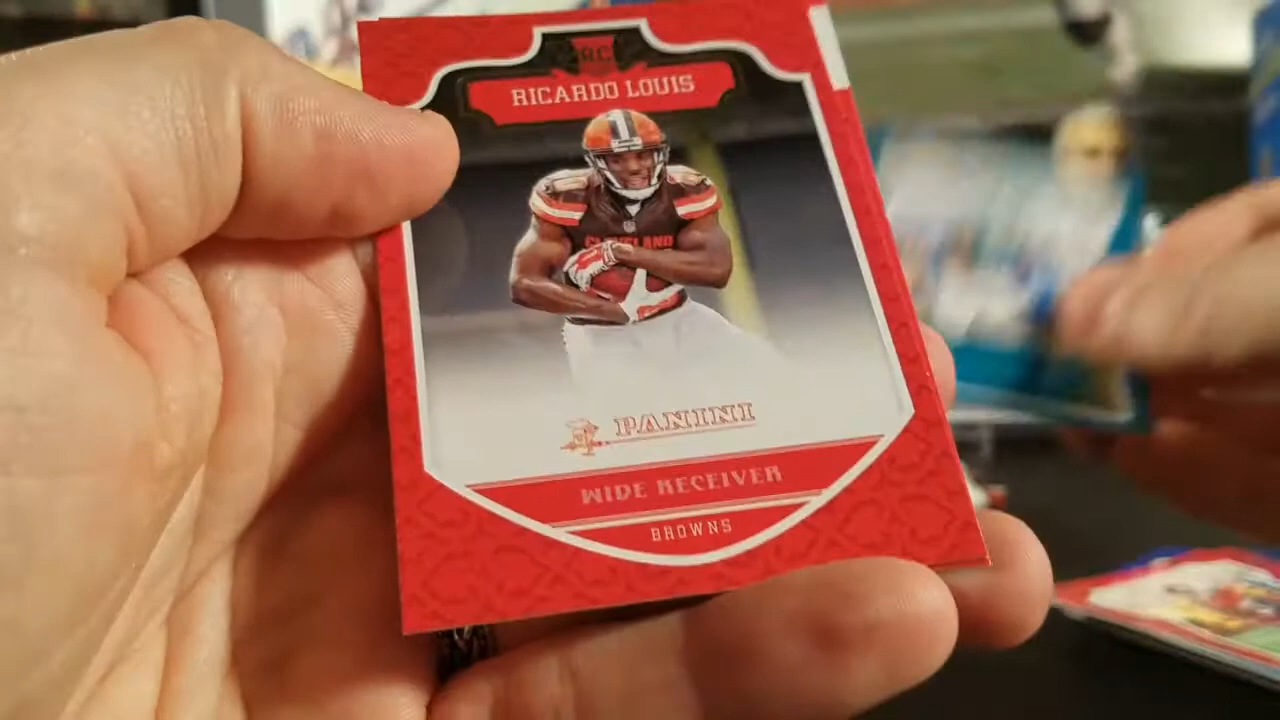 RC
RICARDO LOUIS
CLEVELAND
PANINI
WIDE RECEIVER
BROWNS